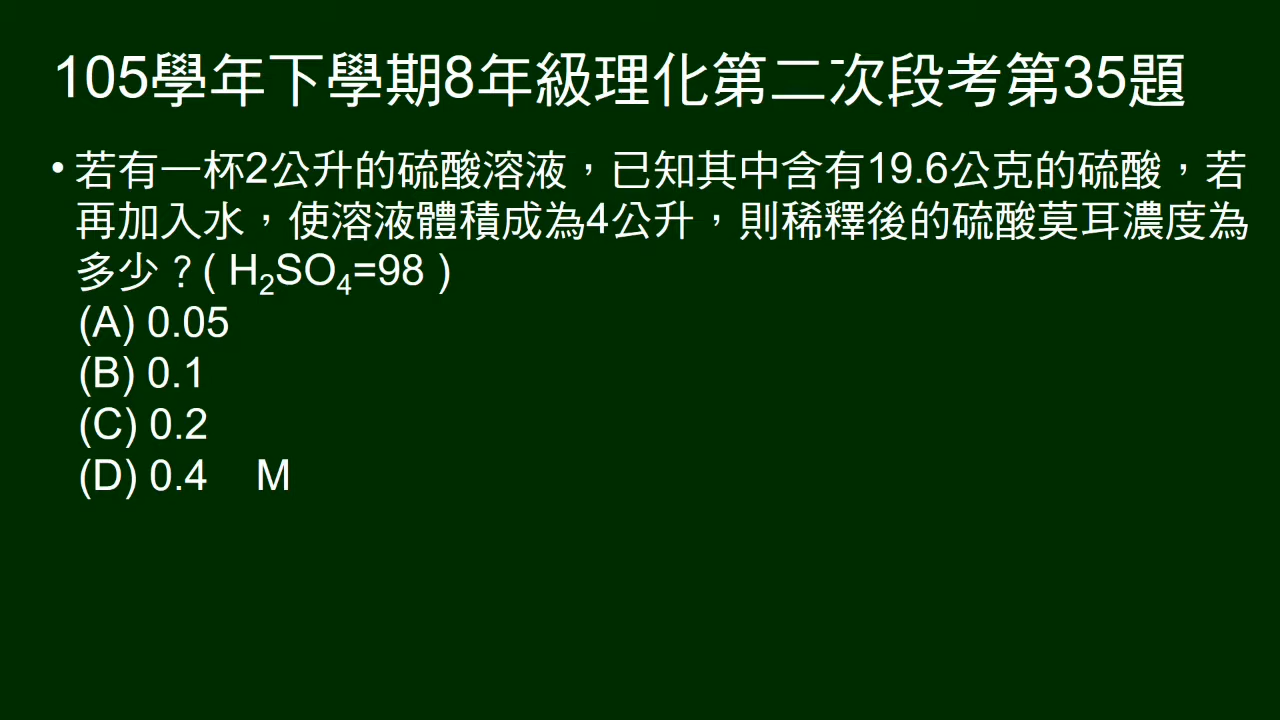 105學年下學期8年級理化第二次段考第35題
• 若有一杯2公升的硫酸溶液，已知其中含有19.6公克的硫酸，若
再加入水，使溶液體積成為4公升，則稀釋後的硫酸莫耳濃度為
多少？( H₂SO₄=98 )
(A) 0.05
(B) 0.1
(C) 0.2
(D) 0.4 M